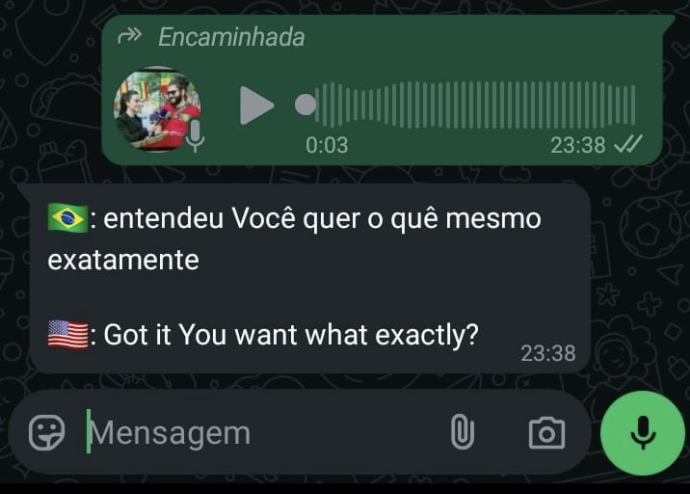 Encaminhada
0:03
23:38
🇧🇷: entendeu Você quer o quê mesmo
exatamente
🇺🇸: Got it You want what exactly?
23:38
Mensagem